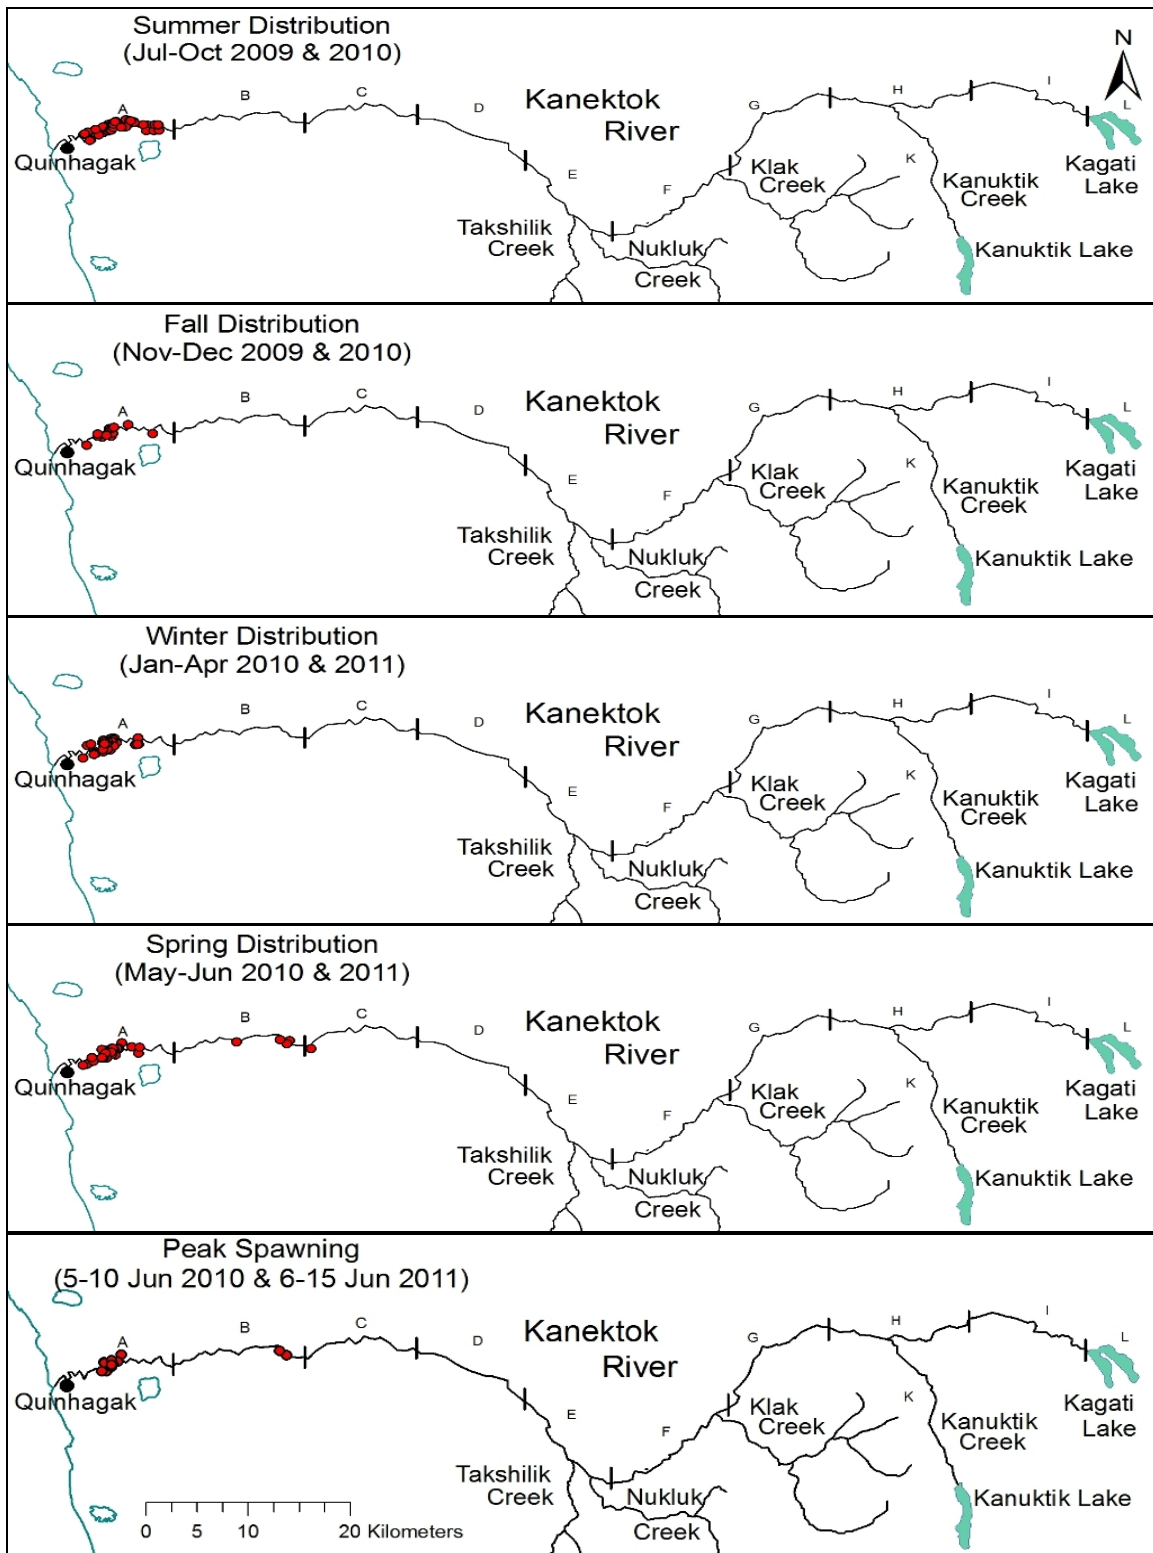 Summer Distribution
(Jul-Oct 2009 & 2010)
N
A
B
C
D
E
F
G
H
I
K
L
Kanektok
River
Quinhagak
Klak
Creek
Kanuktik
Creek
Kagati
Lake
Takshilik
Creek
Nukluk
Creek
Kanuktik Lake
Fall Distribution
(Nov-Dec 2009 & 2010)
A
B
C
D
E
F
G
H
I
K
L
Kanektok
River
Quinhagak
Klak
Creek
Kanuktik
Creek
Kagati
Lake
Takshilik
Creek
Nukluk
Creek
Kanuktik Lake
Winter Distribution
(Jan-Apr 2010 & 2011)
A
B
C
D
E
F
G
H
I
K
L
Kanektok
River
Quinhagak
Klak
Creek
Kanuktik
Creek
Kagati
Lake
Takshilik
Creek
Nukluk
Creek
Kanuktik Lake
Spring Distribution
(May-Jun 2010 & 2011)
A
B
C
D
E
F
G
H
I
K
L
Kanektok
River
Quinhagak
Klak
Creek
Kanuktik
Creek
Kagati
Lake
Takshilik
Creek
Nukluk
Creek
Kanuktik Lake
Peak Spawning
(5-10 Jun 2010 & 6-15 Jun 2011)
A
B
C
D
E
F
G
H
I
K
L
Kanektok
River
Quinhagak
Klak
Creek
Kanuktik
Creek
Kagati
Lake
Takshilik
Creek
Nukluk
Creek
Kanuktik Lake
0 5 10 20 Kilometers